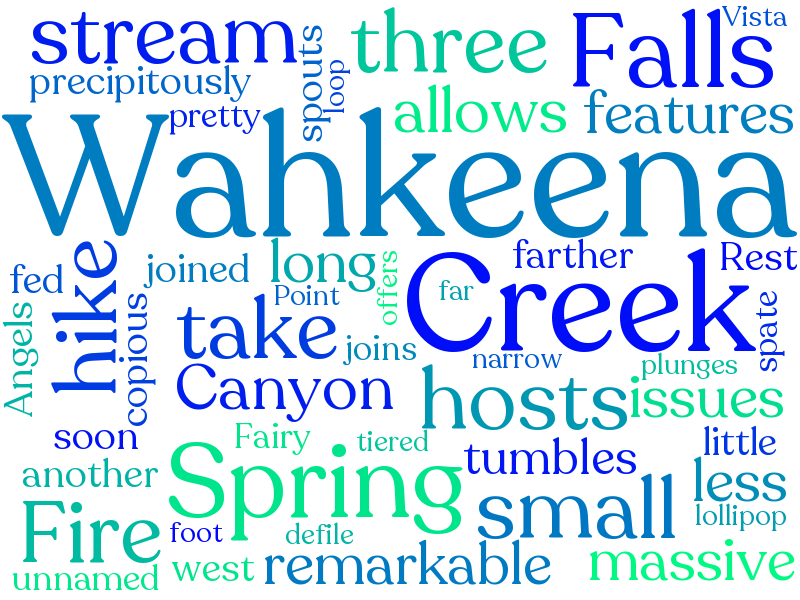 stream
three
Falls
Vista
precipitously
spouts
loop
pretty
allows
features
Wahkeena
hike
joined
long
offers
farther
Rest
fed
Point
far
Creek
Angels
copious
take
joins
narrow
spate
Canyon
hosts
plunges
issues
soon
Spring
Fairy
tiered
tumbles
little
another
less
Fire
foot
defile
small
lollipop
unnamed
west
remarkable
massive